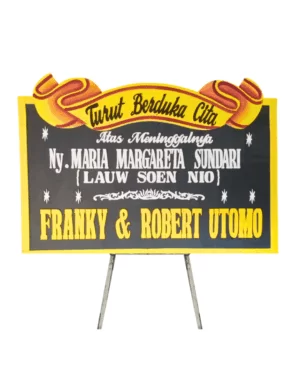 Turut Berduka Cita
Atas Meninggalnya
Ny. MARIA MARGARETA SUNDARI
(LAUW SOEN NIO)
FRANKY & ROBERT UTOMO